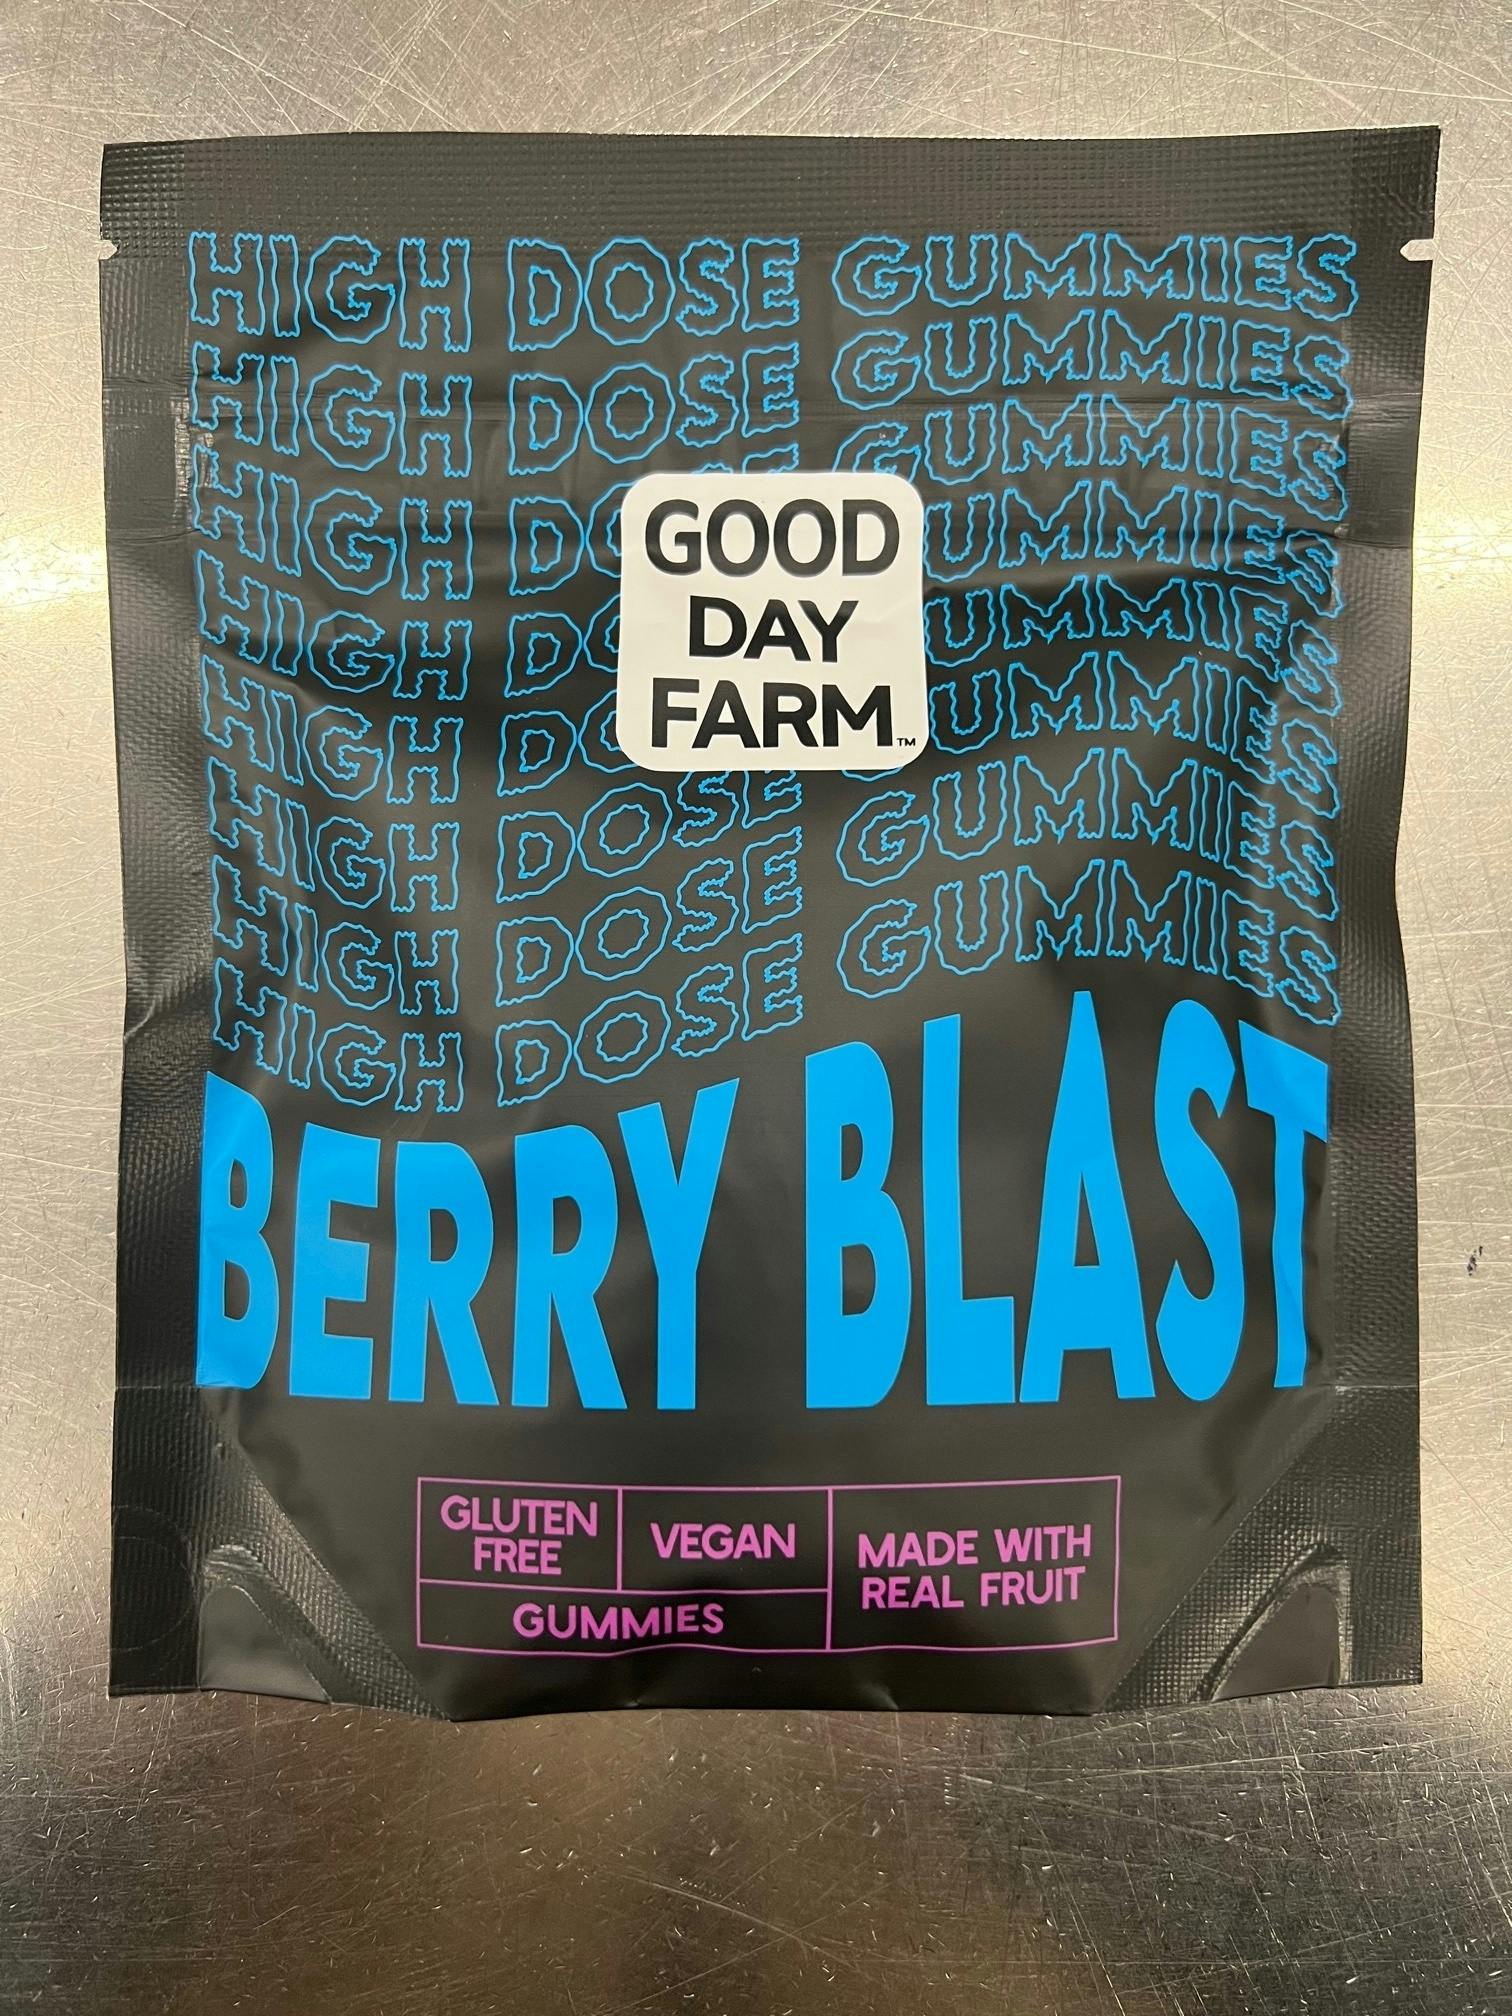 HIGH DOSE GUMMIES
HIGH DOSE GUMMIES
HIGH DOSE GUMMIES
HIGH DOSE GUMMIES
HIGH DOSE GUMMIES
HIGH DOSE GUMMIES
HIGH DOSE GUMMIES
HIGH DOSE GUMMIES
GOOD
DAY
FARM™
BERRY BLAST
GLUTEN
FREE
VEGAN
GUMMIES
MADE WITH
REAL FRUIT